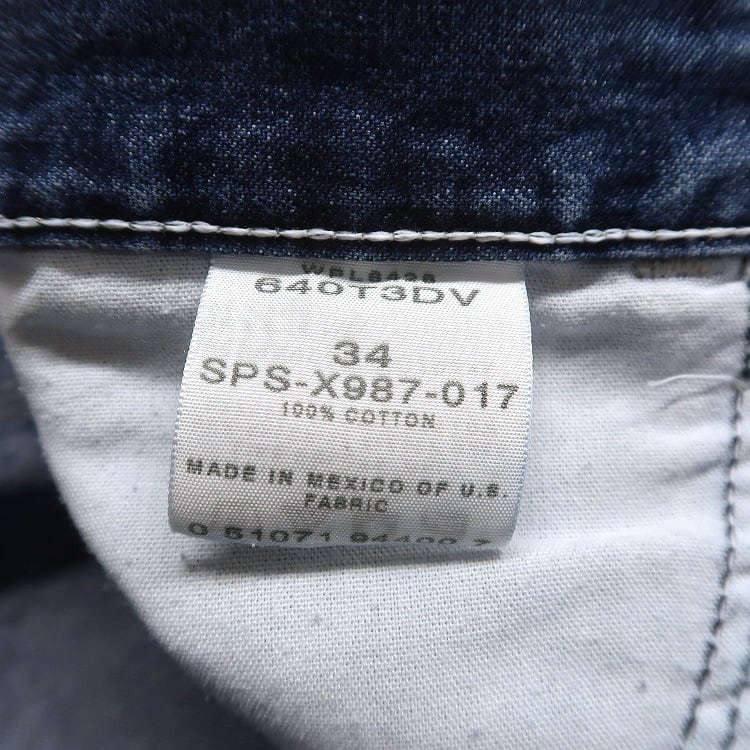 640T3DV
34
SPS-X987-017
100% COTTON
MADE IN MEXICO OF U.S.
FABRIC